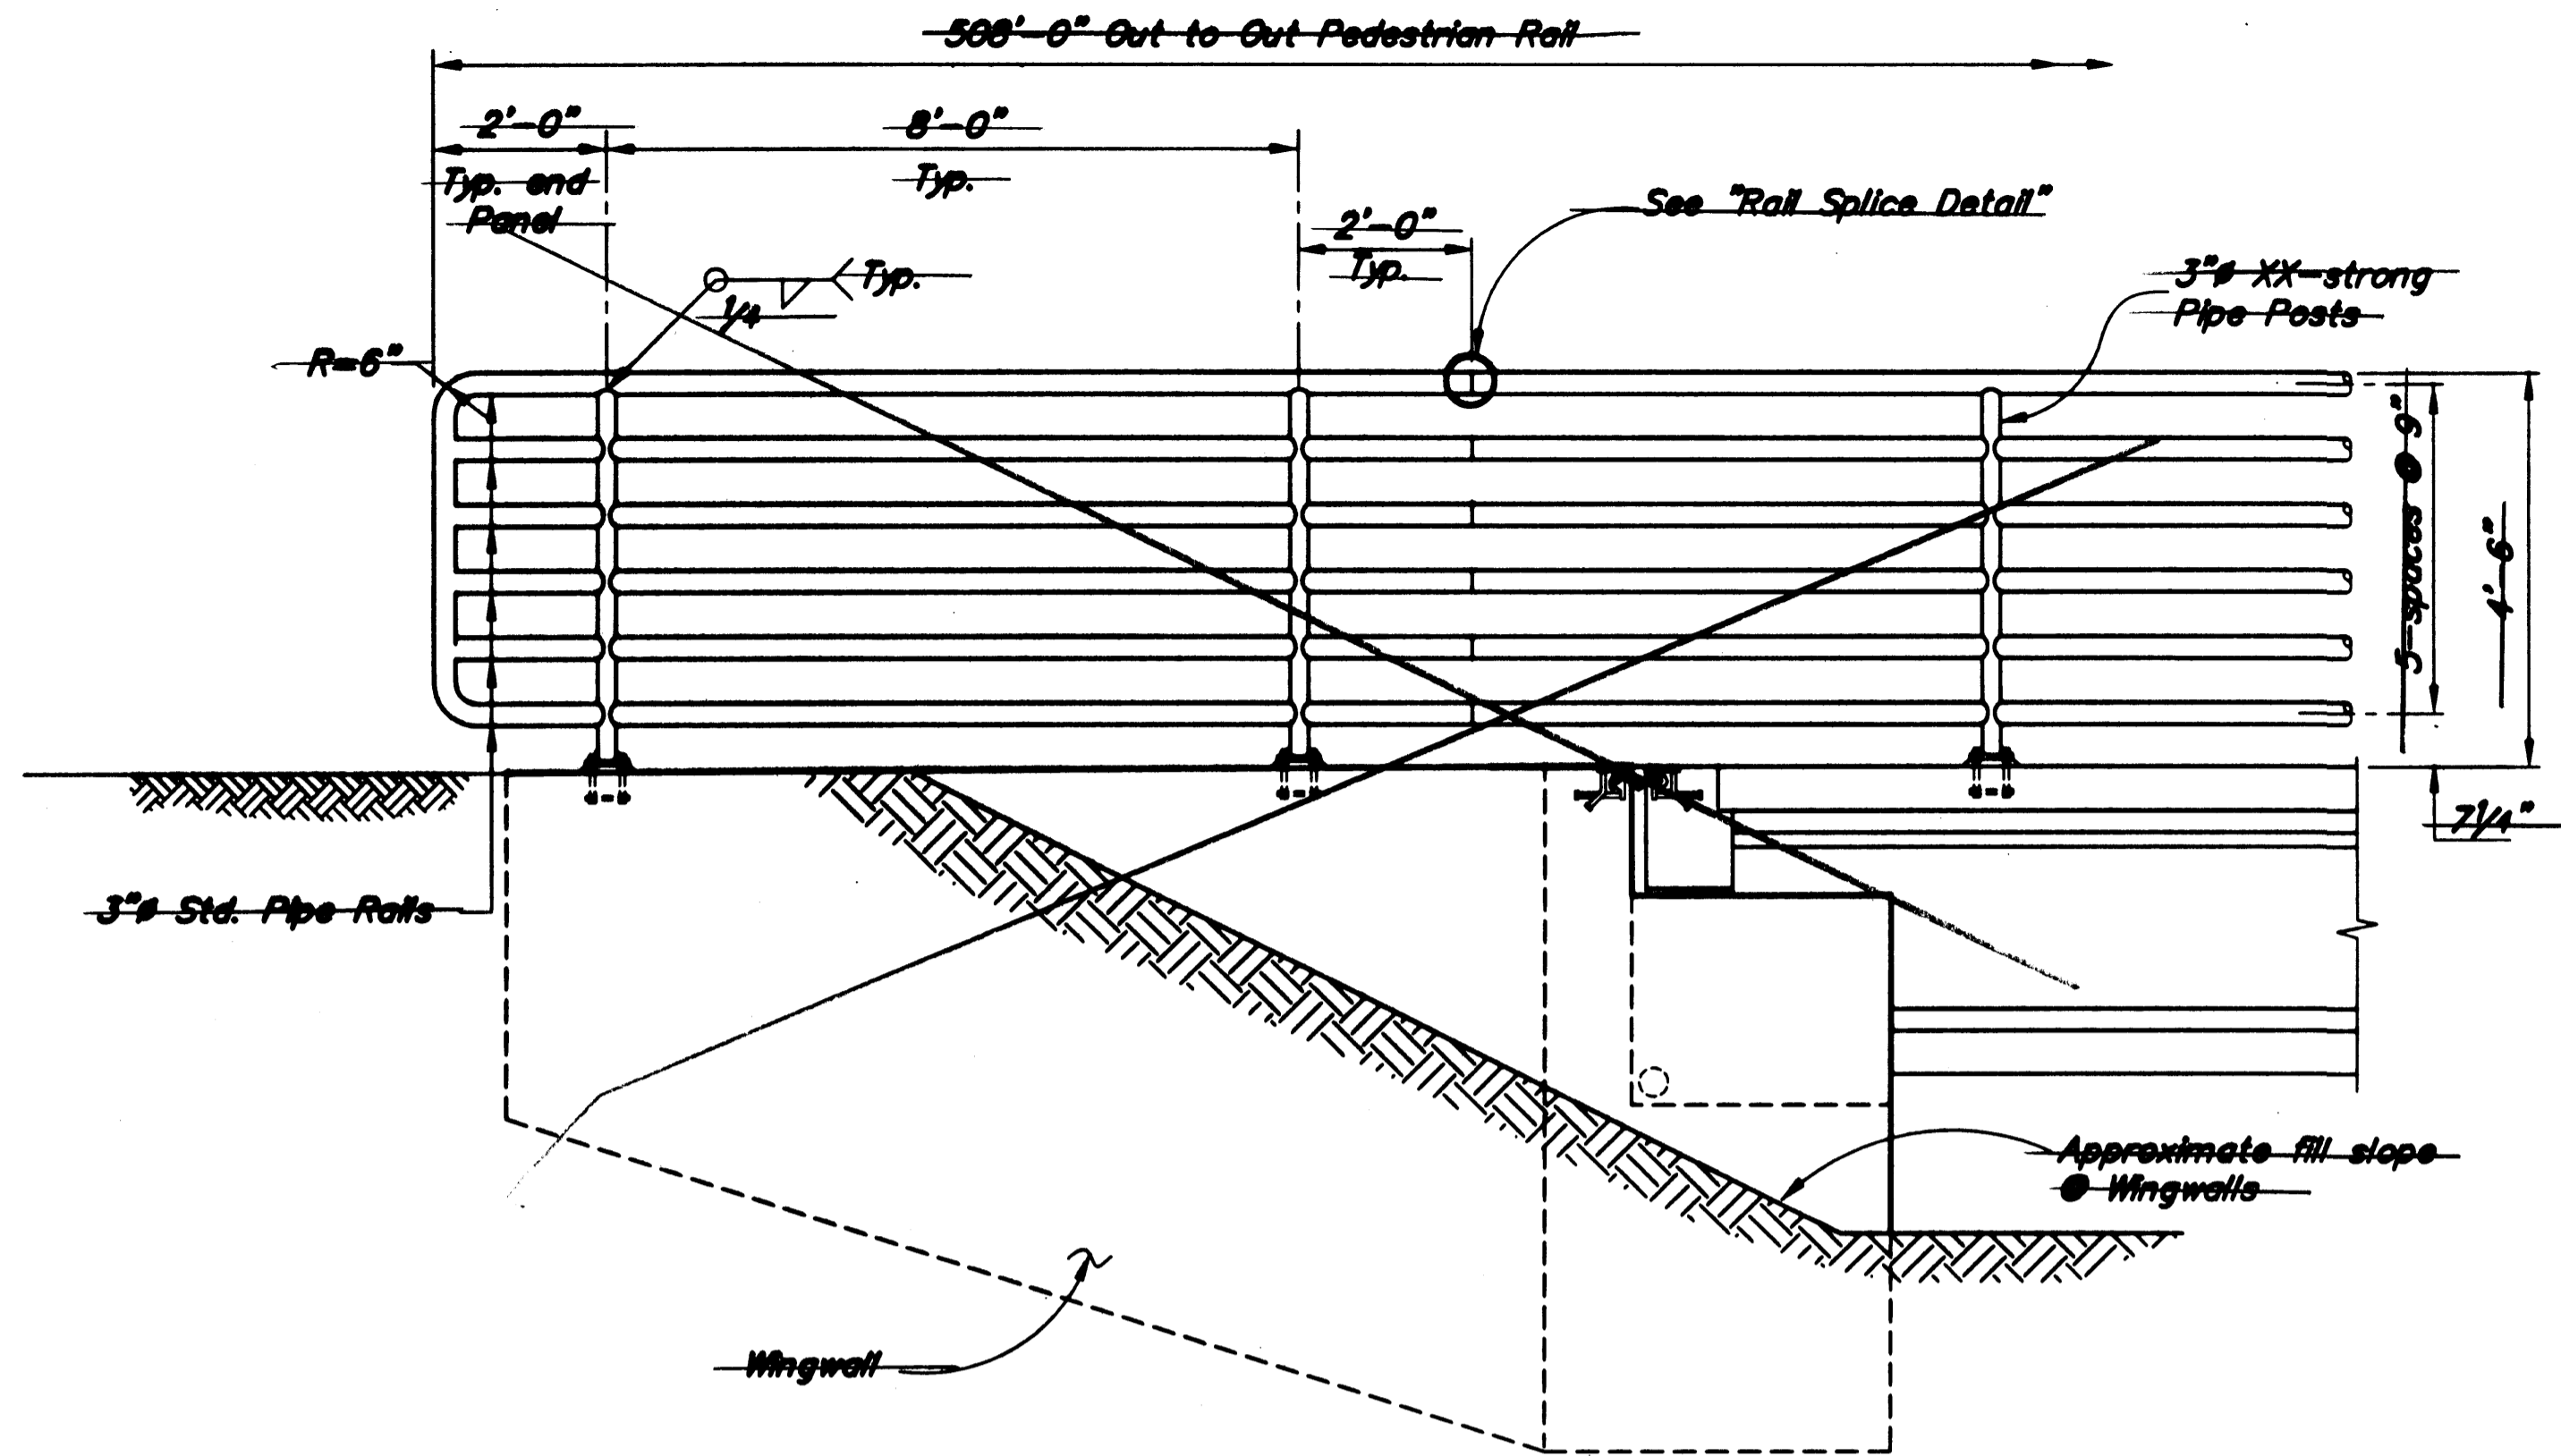 508'-0" Out to Out Pedestrian Rail
2'-0"
8'-0"
Typ. end
Panel
Typ.
See "Rail Splice Detail"
2'-0"
Typ.
Typ.
1/4
3"ø XX-strong
Pipe Posts
R=6"
5-spaces @ 9"
4'-6"
7 1/4"
3"ø Std. Pipe Rails
Approximate fill slope
@ Wingwalls
Wingwall